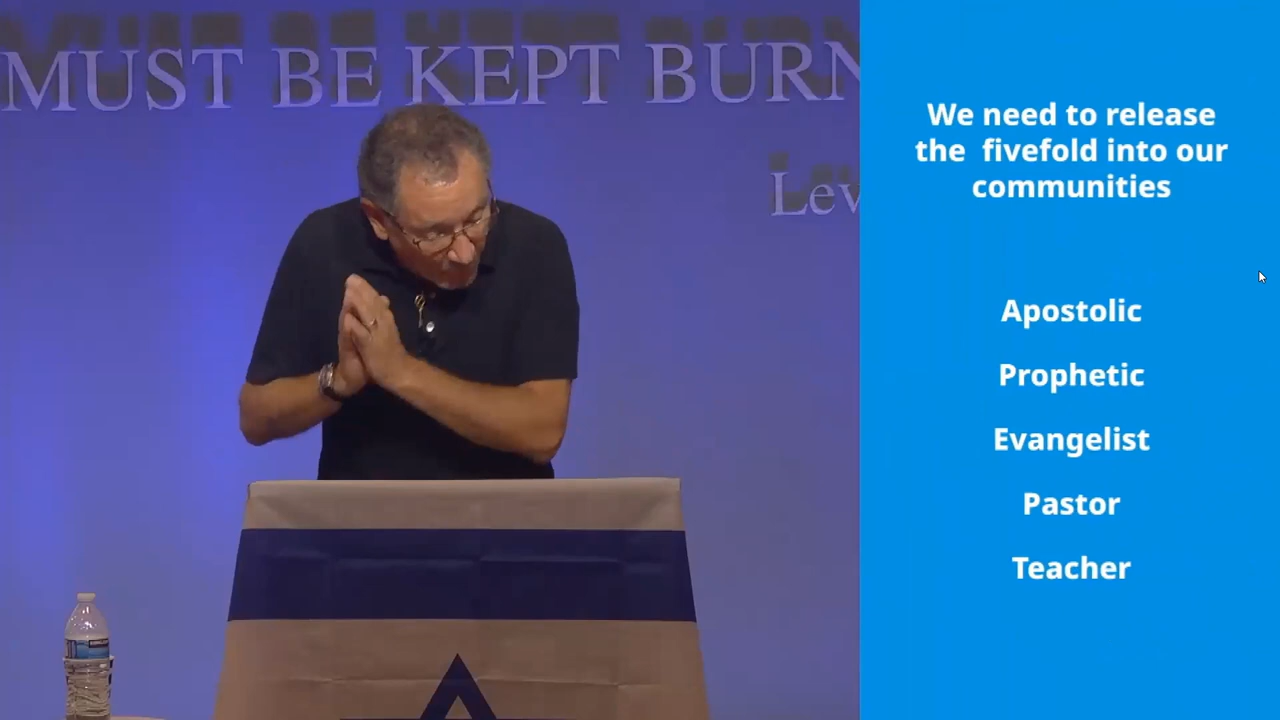 MUST BE KEPT BURN
Lev
We need to release
the  fivefold into our
communities
Apostolic
Prophetic
Evangelist
Pastor
Teacher